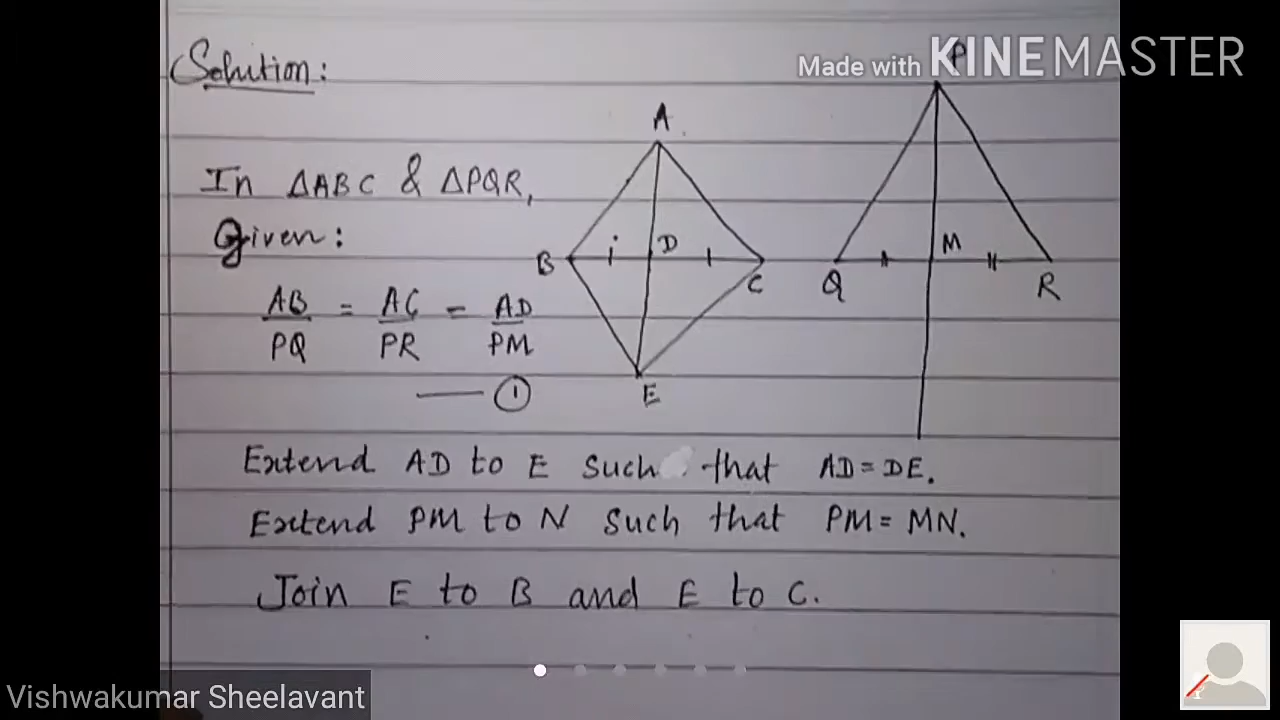 Made with KINEMASTER
Solution:
P
A
In ΔABC & ΔPQR,
Given:
B
D
C
Q
M
R
AB/PQ = AC/PR = AD/PM
—— ①
E
Extend AD to E such that AD = DE.
Extend PM to N such that PM = MN.
Join E to B and E to C.
Vishwakumar Sheelavant